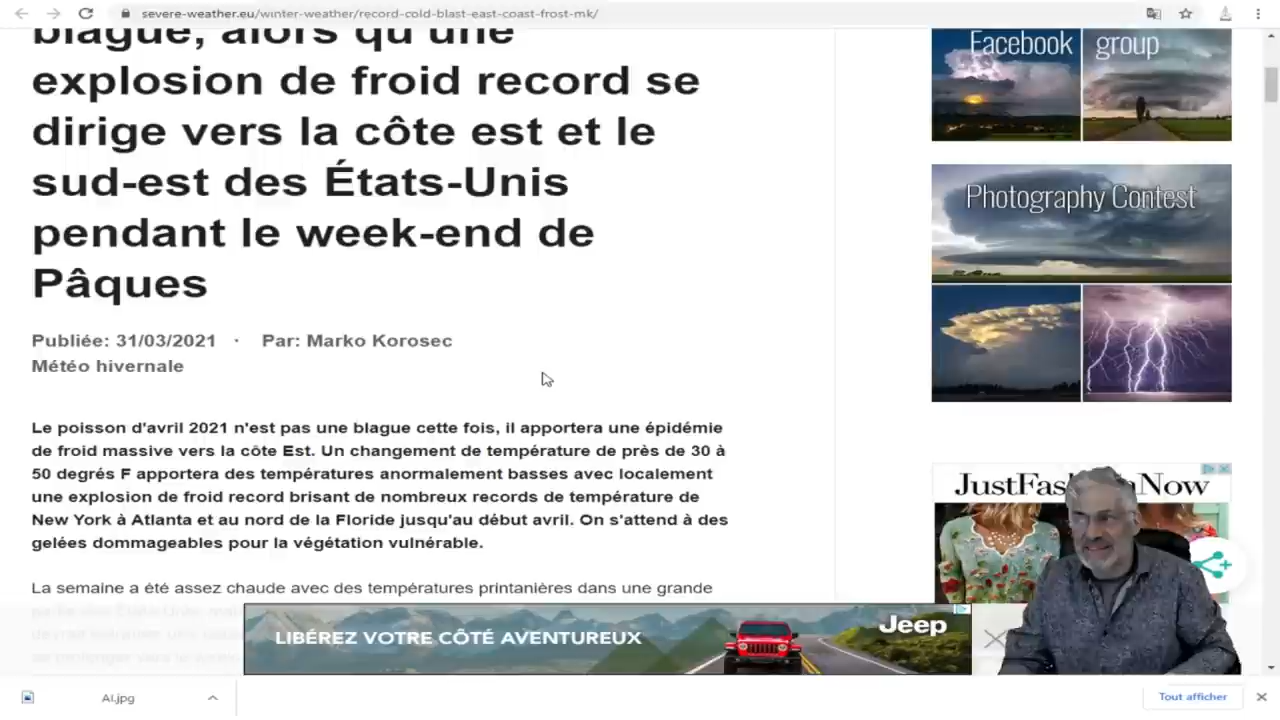 severe-weather.eu/winter-weather/record-cold-blast-east-coast-frost-mk/
blague, alors qu'une
explosion de froid record se
dirige vers la côte est et le
sud-est des États-Unis
pendant le week-end de
Pâques
Publiée: 31/03/2021 · Par: Marko Korosec
Météo hivernale
Le poisson d'avril 2021 n'est pas une blague cette fois, il apportera une épidémie
de froid massive vers la côte Est. Un changement de température de près de 30 à
50 degrés F apportera des températures anormalement basses avec localement
une explosion de froid record brisant de nombreux records de température de
New York à Atlanta et au nord de la Floride jusqu'au début avril. On s'attend à des
gelées dommageables pour la végétation vulnérable.
La semaine a été assez chaude avec des températures printanières dans une grande
Facebook group
Photography Contest
JustFas Now
LIBÉREZ VOTRE CÔTÉ AVENTUREUX
Jeep
AI.jpg
Tout afficher